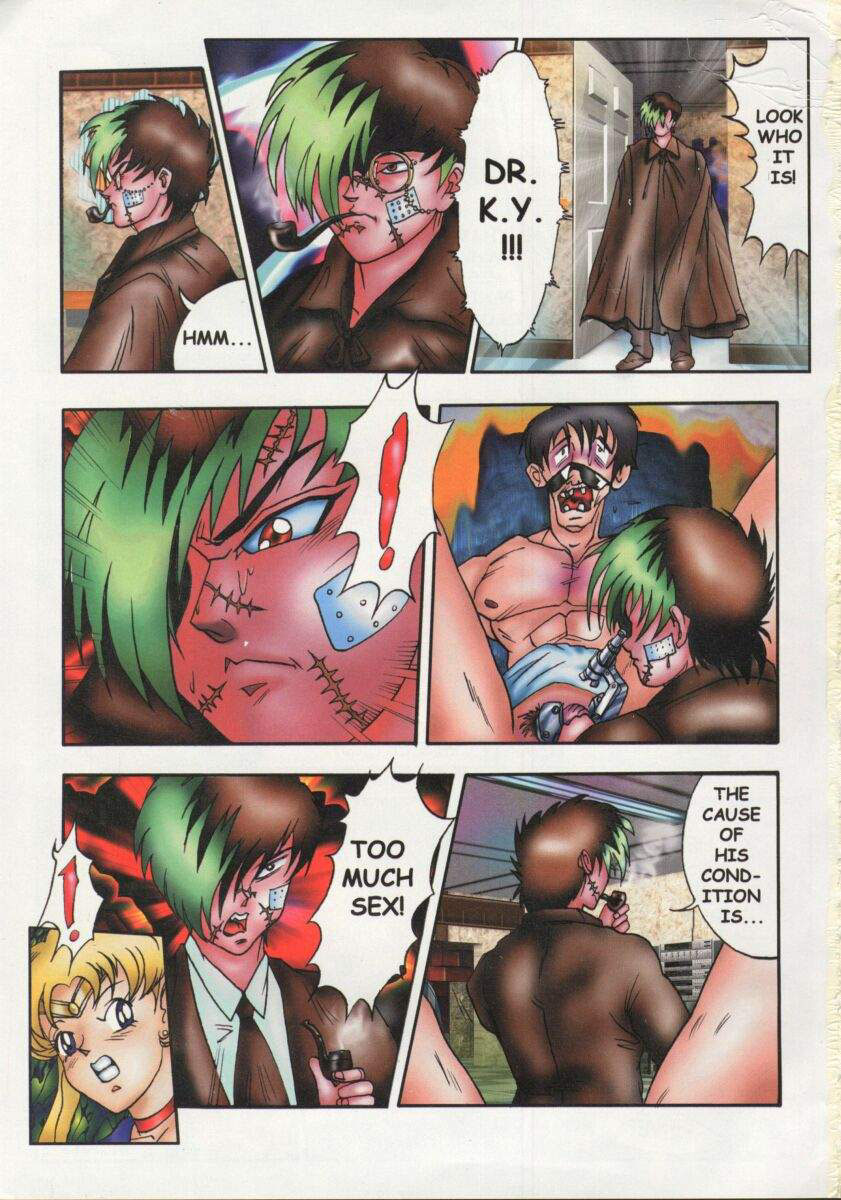 LOOK
WHO
IT
IS!
DR.
K.Y.
!!!
HMM...
!
THE
CAUSE
OF
HIS
COND-
ITION
IS...
TOO
MUCH
SEX!
!